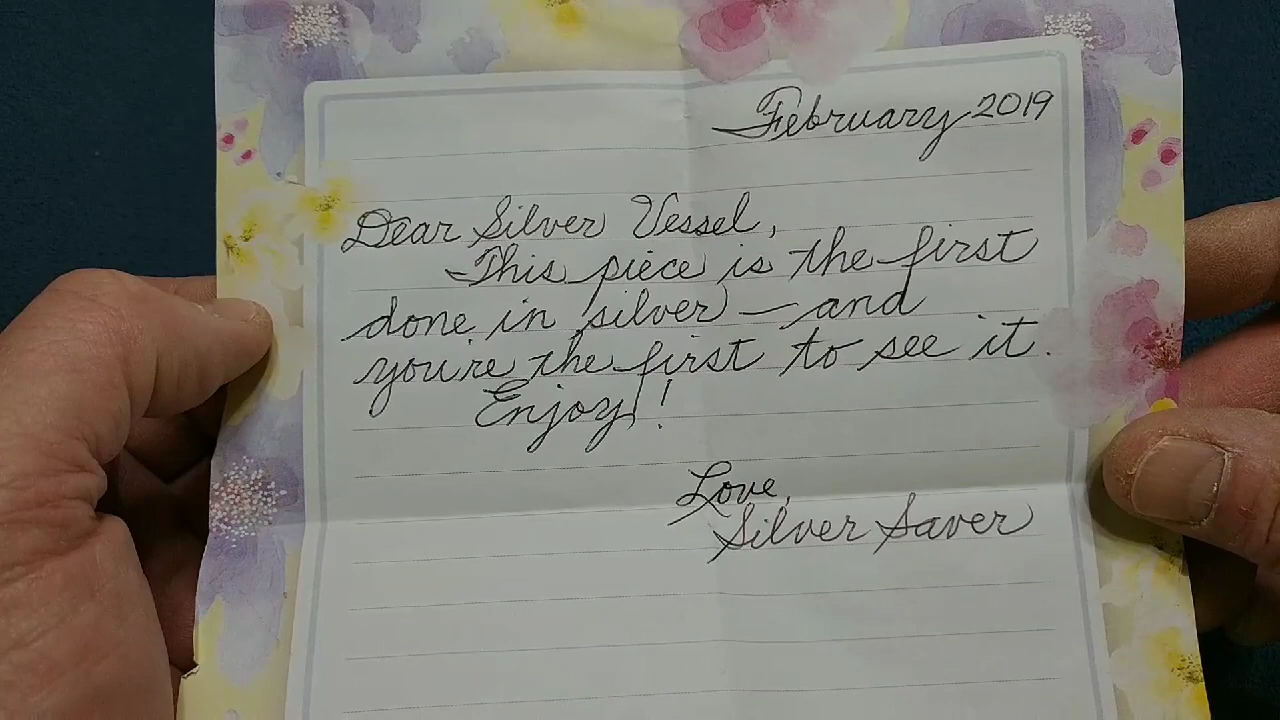 February 2019
Dear Silver Vessel,
This piece is the first
done in silver — and
you're the first to see it.
Enjoy!
Love,
Silver Saver